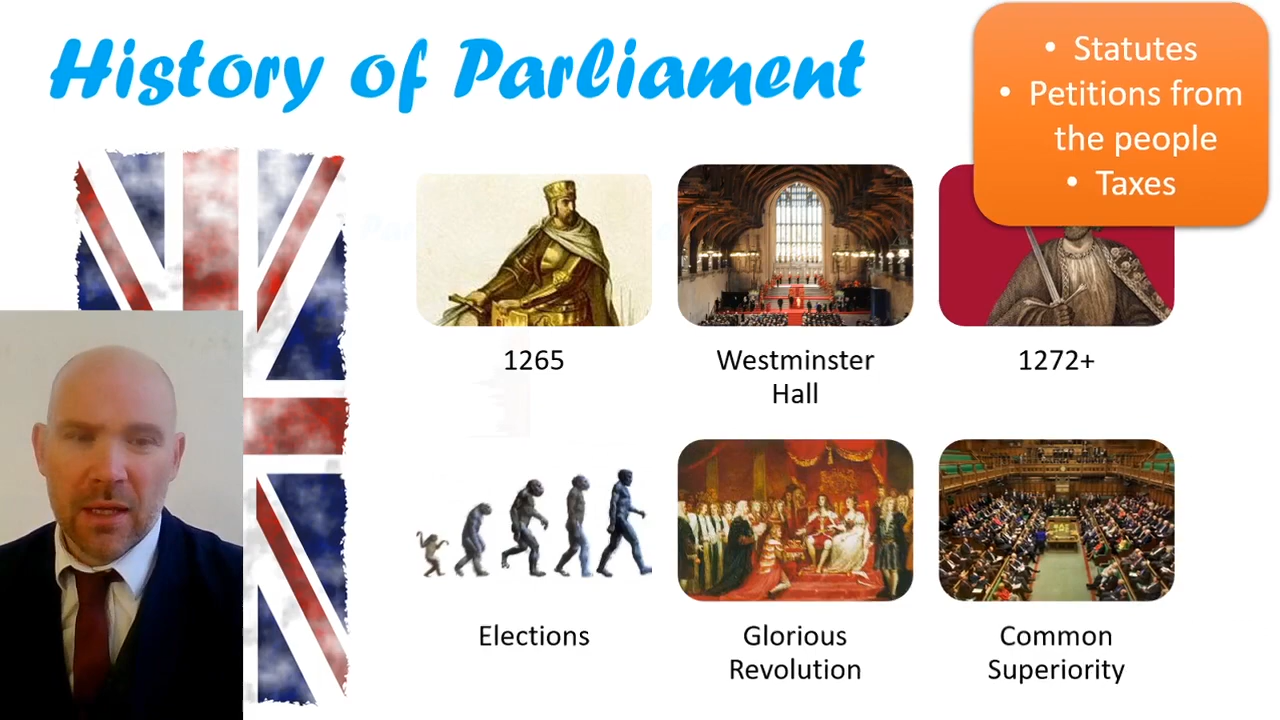 History of Parliament
• Statutes
• Petitions from
the people
• Taxes
1265
Westminster
Hall
1272+
Elections
Glorious
Revolution
Common
Superiority